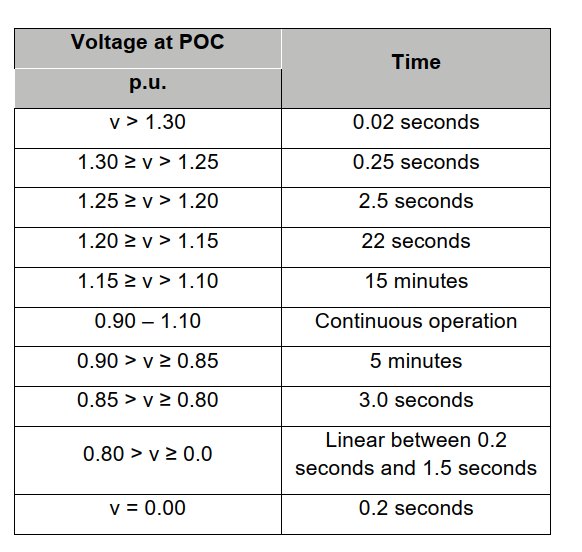 Voltage at POC
Time
p.u.
v > 1.30 0.02 seconds
1.30 ≥ v > 1.25 0.25 seconds
1.25 ≥ v > 1.20 2.5 seconds
1.20 ≥ v > 1.15 22 seconds
1.15 ≥ v > 1.10 15 minutes
0.90 – 1.10 Continuous operation
0.90 > v ≥ 0.85 5 minutes
0.85 > v ≥ 0.80 3.0 seconds
0.80 > v ≥ 0.0 Linear between 0.2
seconds and 1.5 seconds
v = 0.00 0.2 seconds